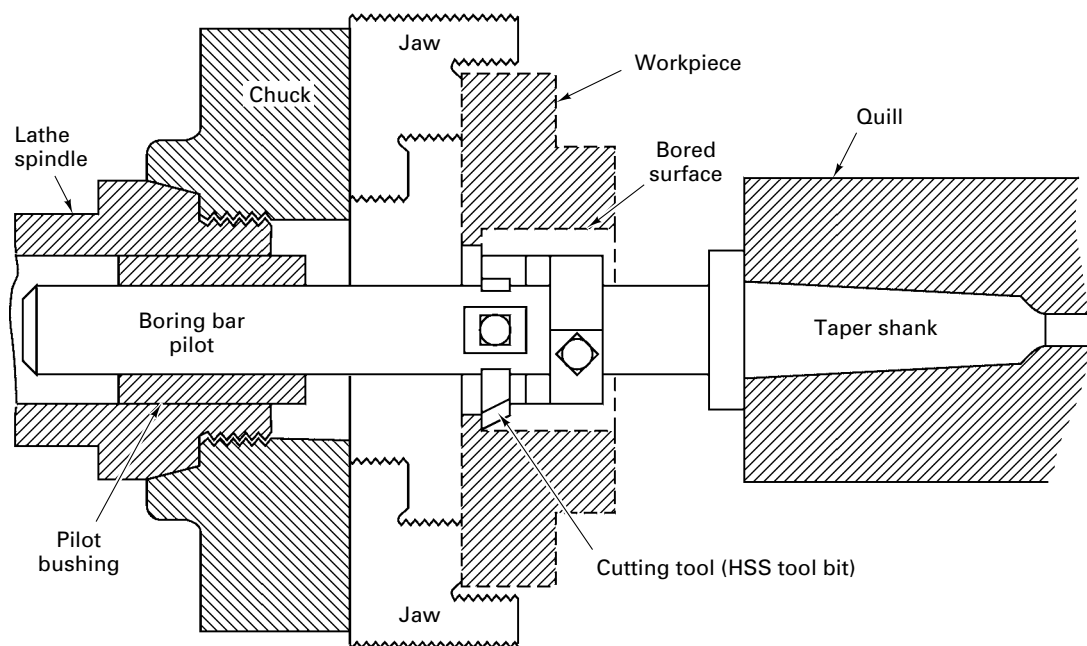 Jaw
Workpiece
Chuck
Quill
Lathe
spindle
Bored
surface
Boring bar
pilot
Taper shank
Pilot
bushing
Cutting tool (HSS tool bit)
Jaw